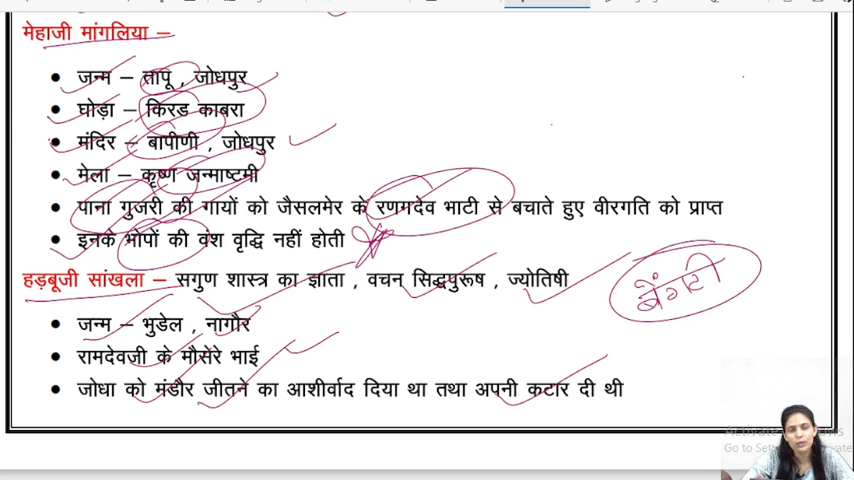 मेहाजी मांगलिया –
• जन्म – तापू , जोधपुर
• घोड़ा – किरड काबरा
• मंदिर – बापीणी , जोधपुर
• मेला – कृष्ण जन्माष्टमी
• पाना गुजरी की गायों को जैसलमेर के रणगदेव भाटी से बचाते हुए वीरगति को प्राप्त
• इनके भोपों की वंश वृद्धि नहीं होती
हड़बूजी सांखला – सगुण शास्त्र का ज्ञाता , वचन सिद्धपुरूष , ज्योतिषी
बेंगटी
• जन्म – भुडेल , नागौर
• रामदेवजी के मौसेरे भाई
• जोधा को मंडौर जीतने का आशीर्वाद दिया था तथा अपनी कटार दी थी